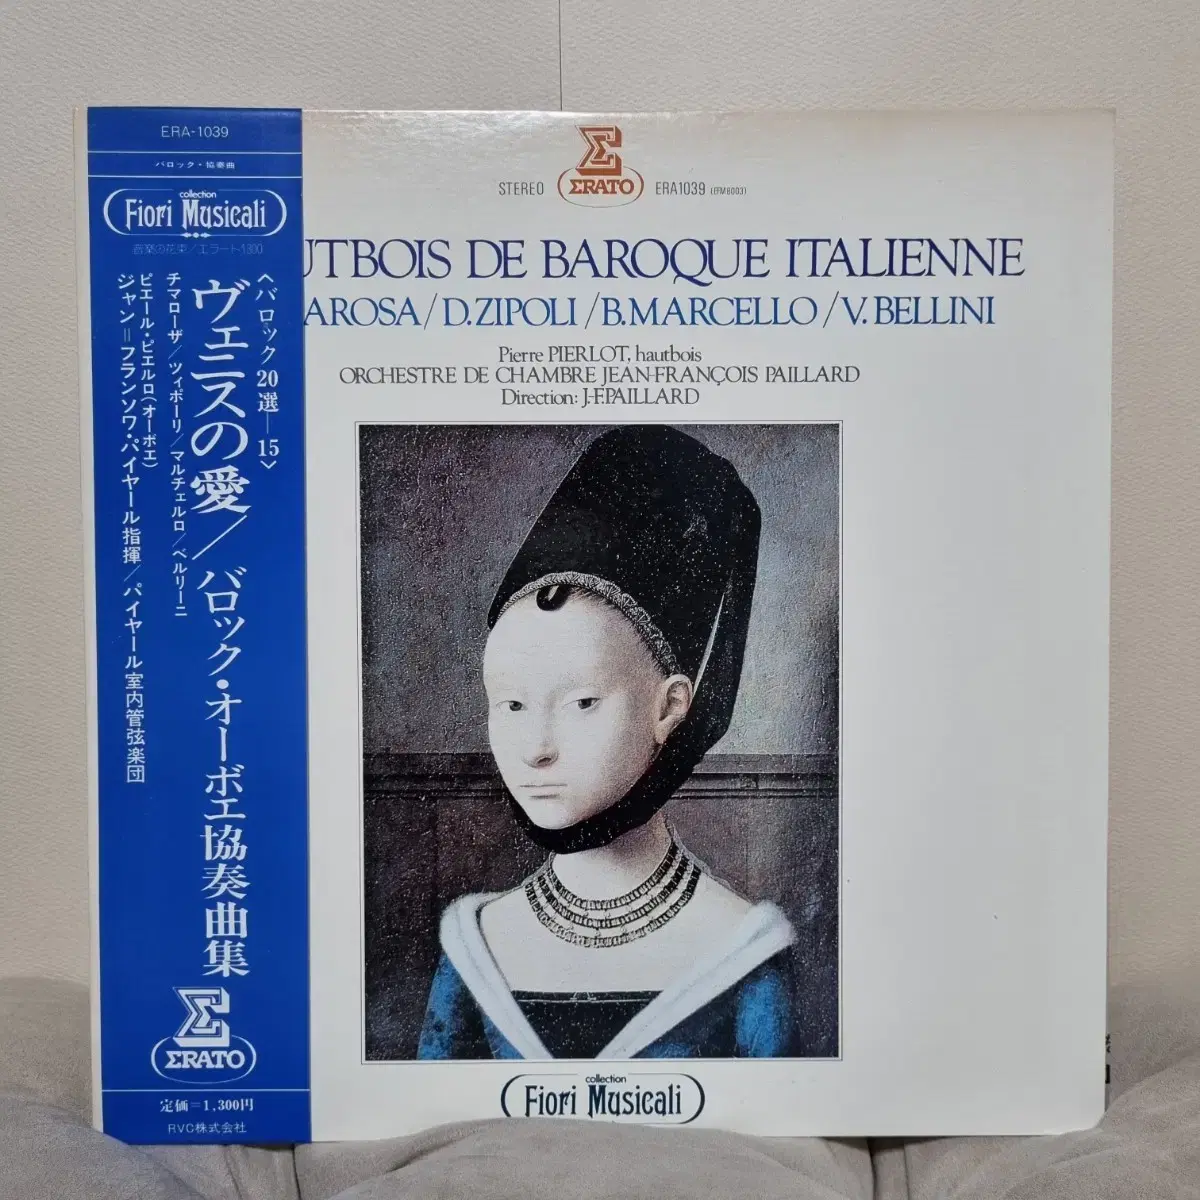 ERA-1039
バロック・協奏曲
collection
Fiori Musicali
音楽の花束/エラート1300
〈バロック20選—15〉
ヴェニスの愛/バロック・オーボエ協奏曲集
チマローザ/ツィポーリ/マルチェルロ/ベルリーニ
ピエール・ピエルロ(オーボエ)
ジャン=フランソワ・パイヤール指揮/パイヤール室内管弦楽団
ERATO
定価=1,300円
RVC株式会社
STEREO
ERATO
ERA1039 (ERM8003)
UTBOIS DE BAROQUE ITALIENNE
AROSA/D.ZIPOLI/B.MARCELLO/V.BELLINI
Pierre PIERLOT, hautbois
ORCHESTRE DE CHAMBRE JEAN-FRANÇOIS PAILLARD
Direction: J.-F.PAILLARD
collection
Fiori Musicali